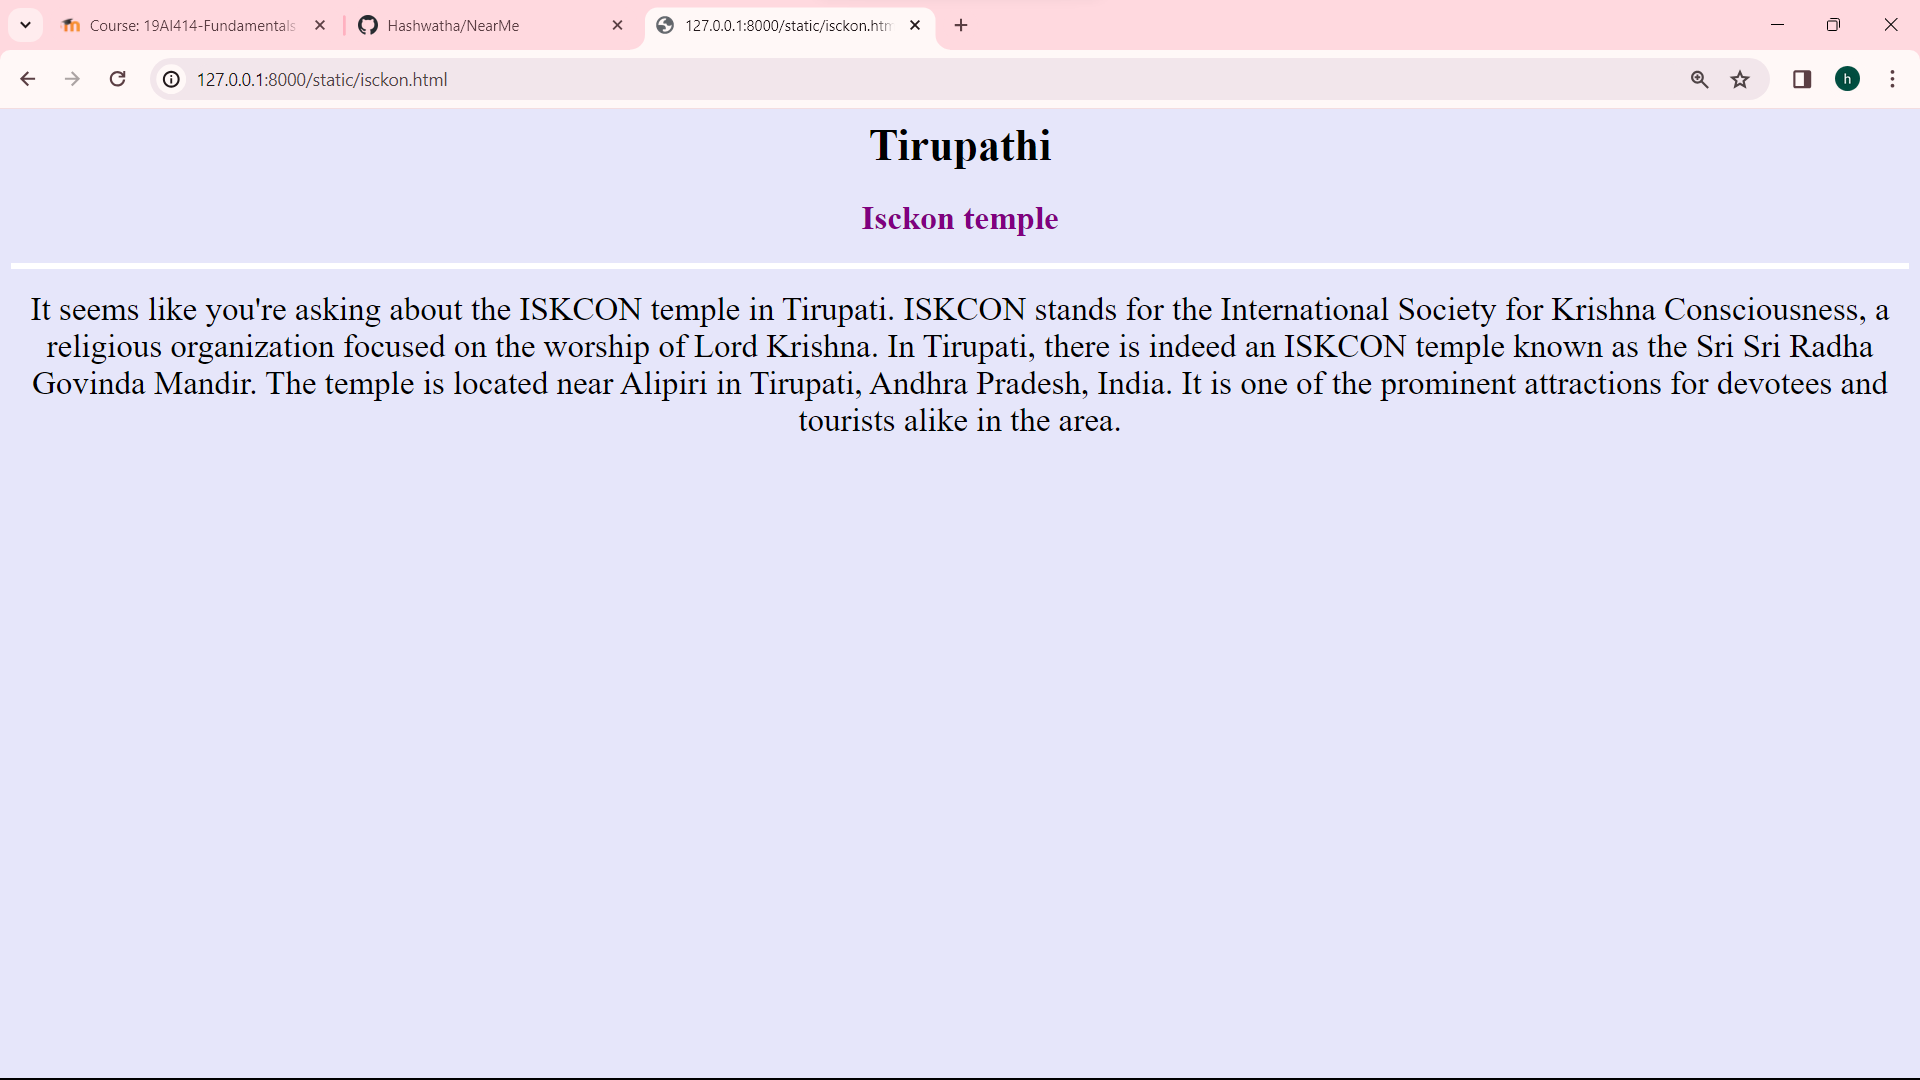 Course: 19AI414-Fundamentals
Hashwatha/NearMe
127.0.0.1:8000/static/isckon.htm
127.0.0.1:8000/static/isckon.html
h
Tirupathi
Isckon temple
It seems like you're asking about the ISKCON temple in Tirupati. ISKCON stands for the International Society for Krishna Consciousness, a
religious organization focused on the worship of Lord Krishna. In Tirupati, there is indeed an ISKCON temple known as the Sri Sri Radha
Govinda Mandir. The temple is located near Alipiri in Tirupati, Andhra Pradesh, India. It is one of the prominent attractions for devotees and
tourists alike in the area.